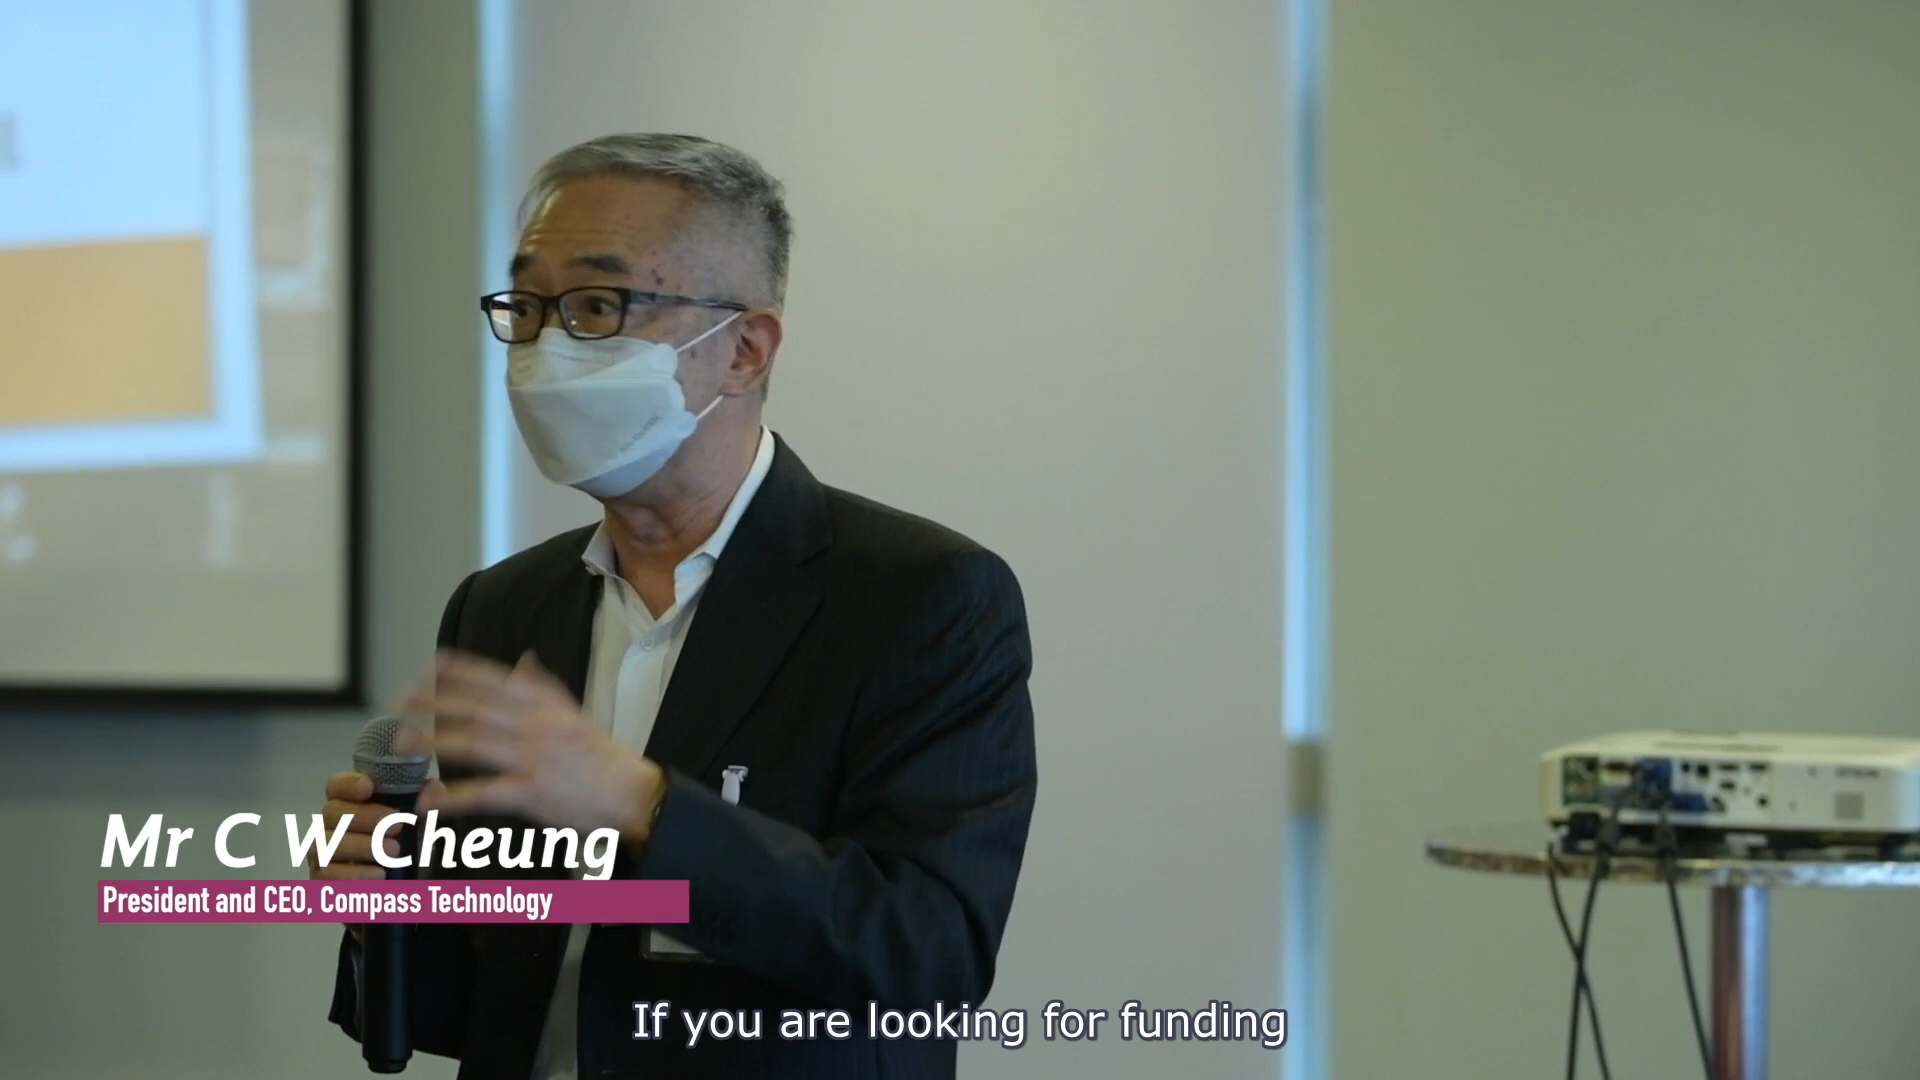 Mr C W Cheung
President and CEO, Compass Technology
If you are looking for funding